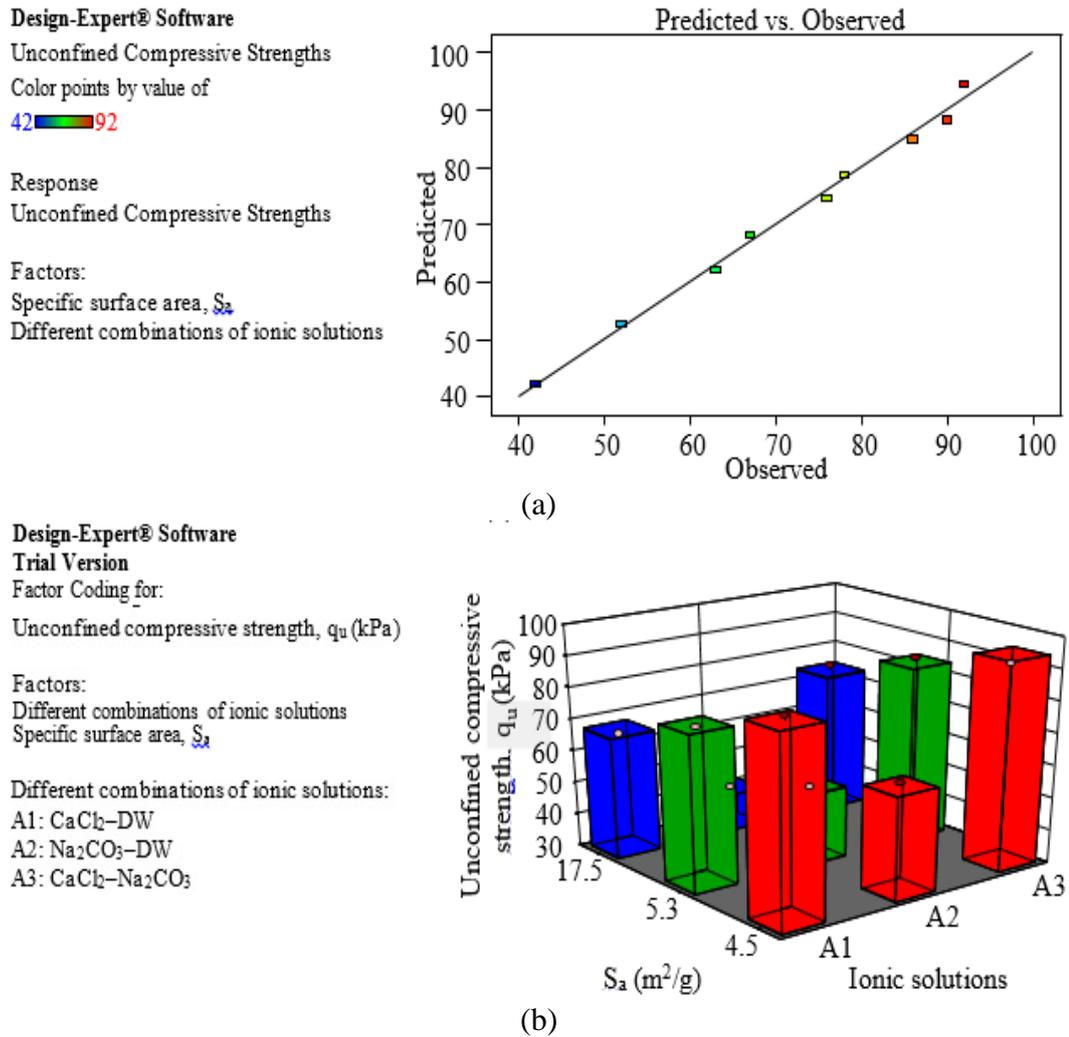 Design-Expert® Software
Unconfined Compressive Strengths
Color points by value of
42 92
Response
Unconfined Compressive Strengths
Factors:
Specific surface area, Sa
Different combinations of ionic solutions
Predicted vs. Observed
Predicted
100
90
80
70
60
50
40
40 50 60 70 80 90 100
Observed
(a)
Design-Expert® Software
Trial Version
Factor Coding for:
Unconfined compressive strength, qu (kPa)
Factors:
Different combinations of ionic solutions
Specific surface area, Sa
Different combinations of ionic solutions:
A1: CaCl2–DW
A2: Na2CO3–DW
A3: CaCl2–Na2CO3
Unconfined compressive
strength, qu (kPa)
100
90
80
70
60
50
40
30
17.5
5.3
4.5
A1
A2
A3
Sa (m²/g)
Ionic solutions
(b)